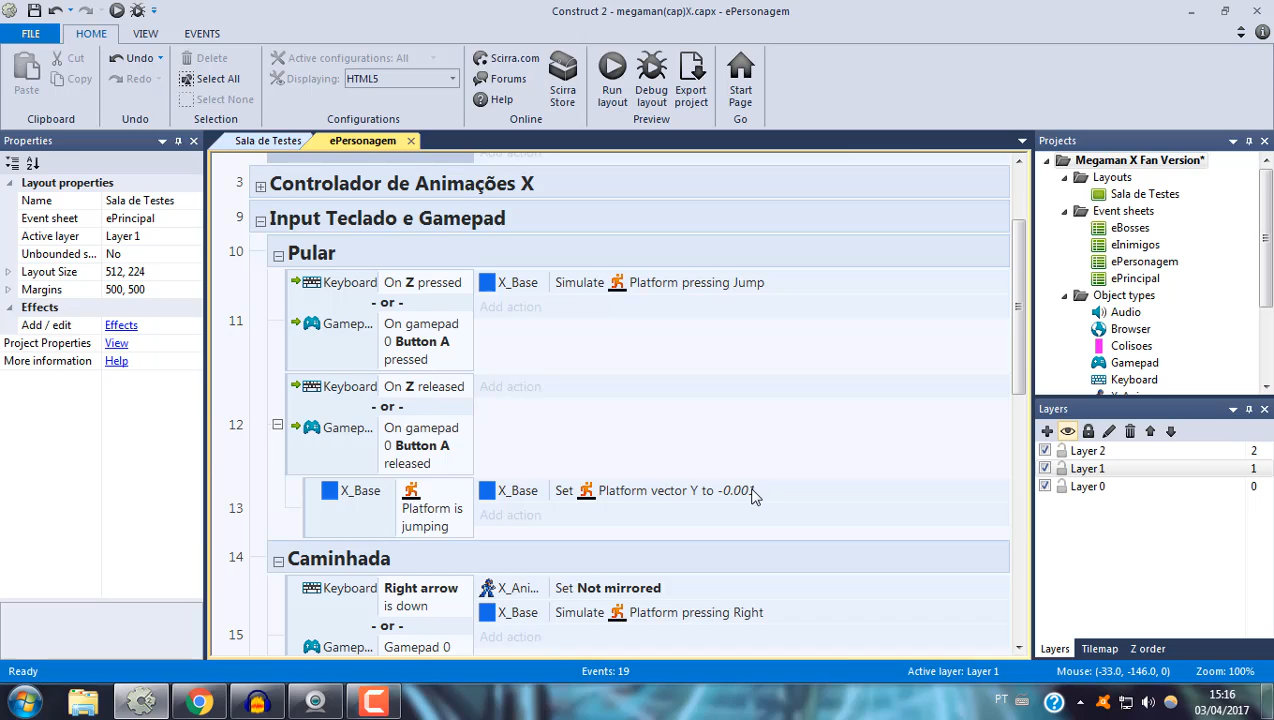 Construct 2 - megaman(cap)X.capx - ePersonagem
FILE HOME VIEW EVENTS
Paste Cut Copy Undo Redo Delete Select All Select None
Active configurations: All
Displaying: HTML5
Scirra.com Forums Help Scirra Store
Run layout Debug layout Export project Start Page
Clipboard Undo Selection Configurations Online Preview Go
Properties
Layout properties
Name Sala de Testes
Event sheet ePrincipal
Active layer Layer 1
Unbounded s... No
Layout Size 512, 224
Margins 500, 500
Effects
Add / edit Effects
Project Properties View
More information Help
Sala de Testes ePersonagem
Add action
3 Controlador de Animações X
9 Input Teclado e Gamepad
10 Pular
11 Keyboard On Z pressed X_Base Simulate Platform pressing Jump
- or - Add action
Gamep... On gamepad 0 Button A pressed
12 Keyboard On Z released Add action
- or -
Gamep... On gamepad 0 Button A released
13 X_Base Platform is jumping X_Base Set Platform vector Y to -0.001
Add action
14 Caminhada
15 Keyboard Right arrow is down X_Ani... Set Not mirrored
X_Base Simulate Platform pressing Right
- or - Add action
Gamep... Gamepad 0
Projects
Megaman X Fan Version*
Layouts
Sala de Testes
Event sheets
eBosses
eInimigos
ePersonagem
ePrincipal
Object types
Audio
Browser
Colisoes
Gamepad
Keyboard
Layers
Layer 2 2
Layer 1 1
Layer 0 0
Layers Tilemap Z order
Ready Events: 19 Active layer: Layer 1 Mouse: (-33.0, -146.0) Zoom: 100%
PT 15:16
03/04/2017